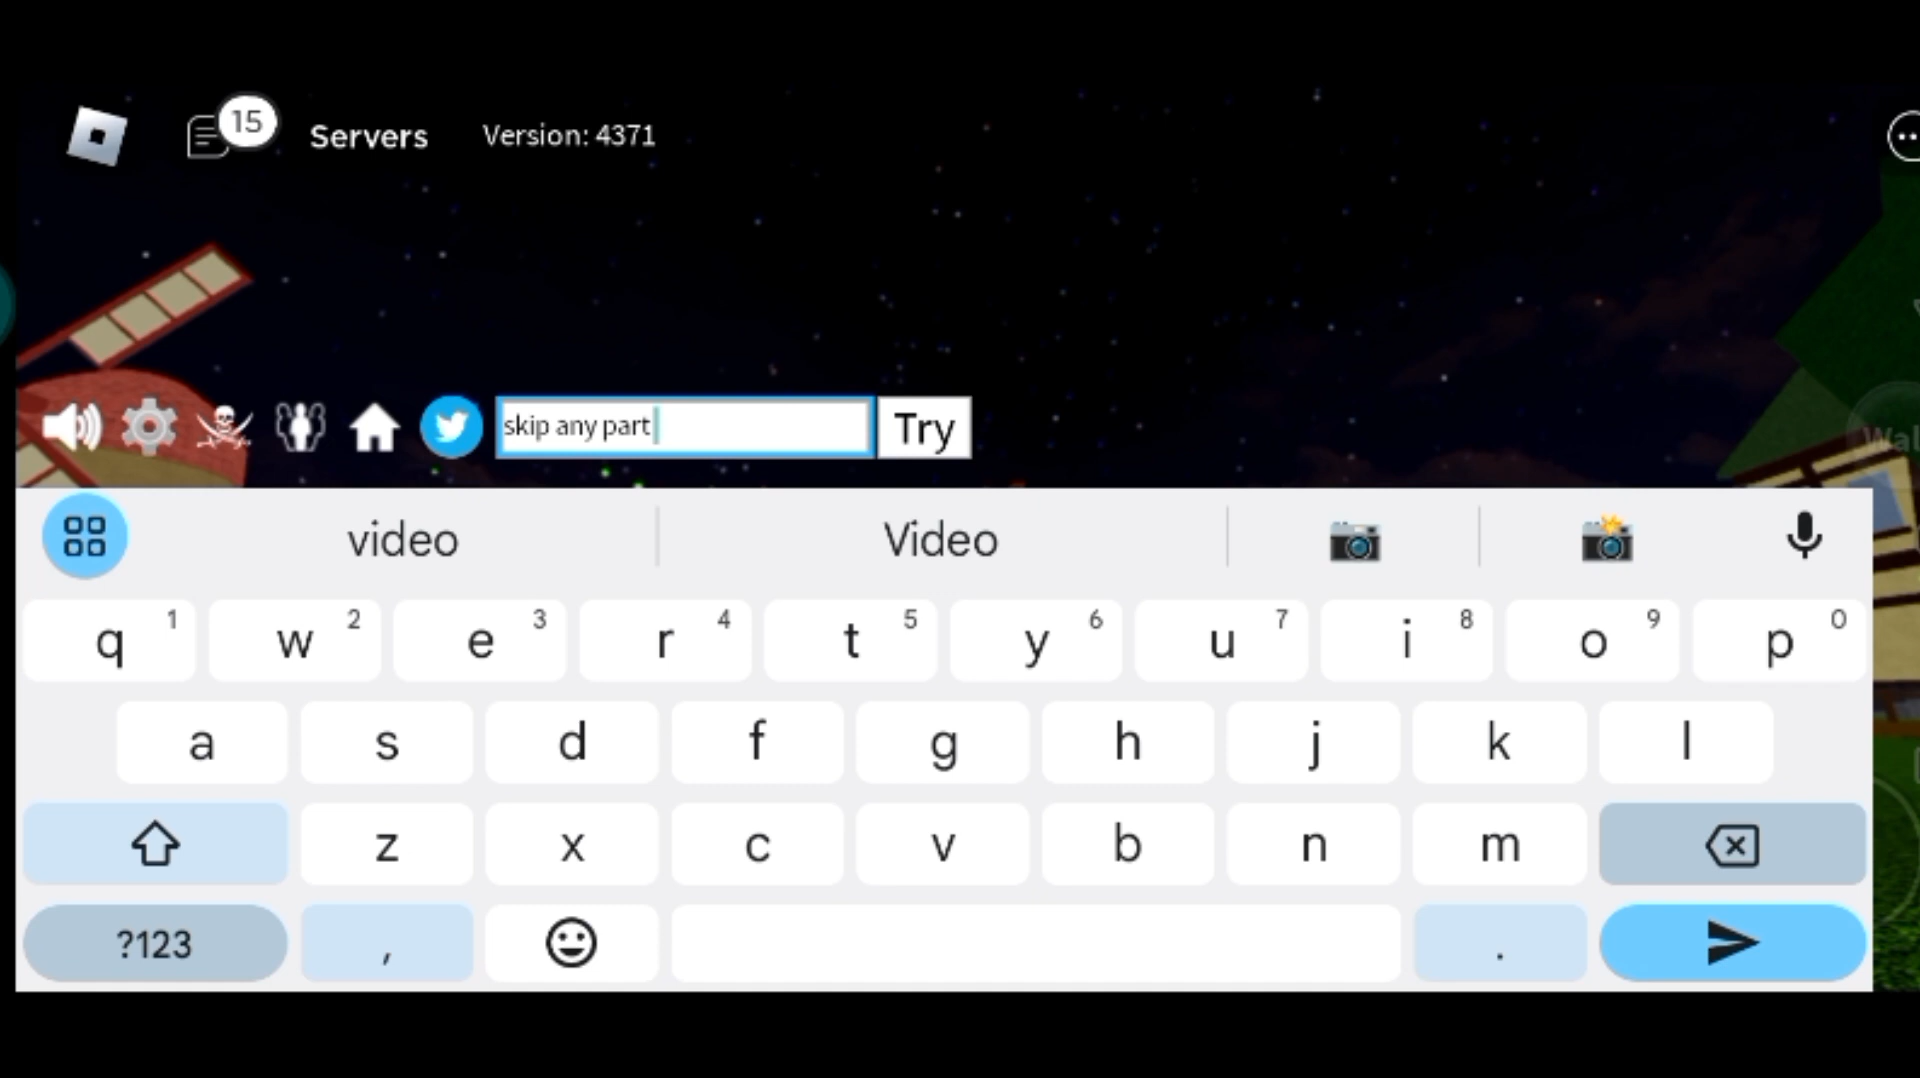 15
Servers
Version: 4371
Wal
skip any part
Try
video
Video
q 1 w 2 e 3 r 4 t 5 y 6 u 7 i 8 o 9 p 0
a s d f g h j k l
z x c v b n m
?123 , .